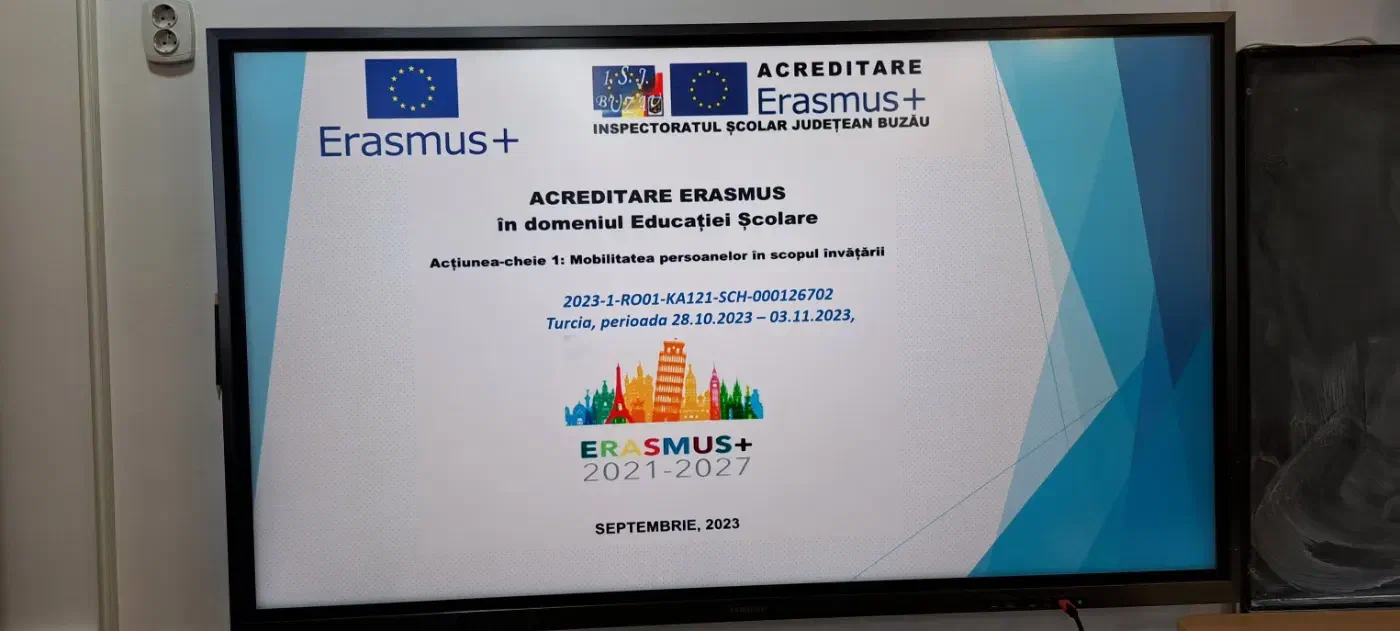 Erasmus+
I.S.J.
BUZĂU
ACREDITARE
Erasmus+
INSPECTORATUL ȘCOLAR JUDEȚEAN BUZĂU
ACREDITARE ERASMUS
în domeniul Educației Școlare
Acțiunea-cheie 1: Mobilitatea persoanelor în scopul învățării
2023-1-RO01-KA121-SCH-000126702
Turcia, perioada 28.10.2023 – 03.11.2023,
ERASMUS+
2021-2027
SEPTEMBRIE, 2023
SAMSUNG